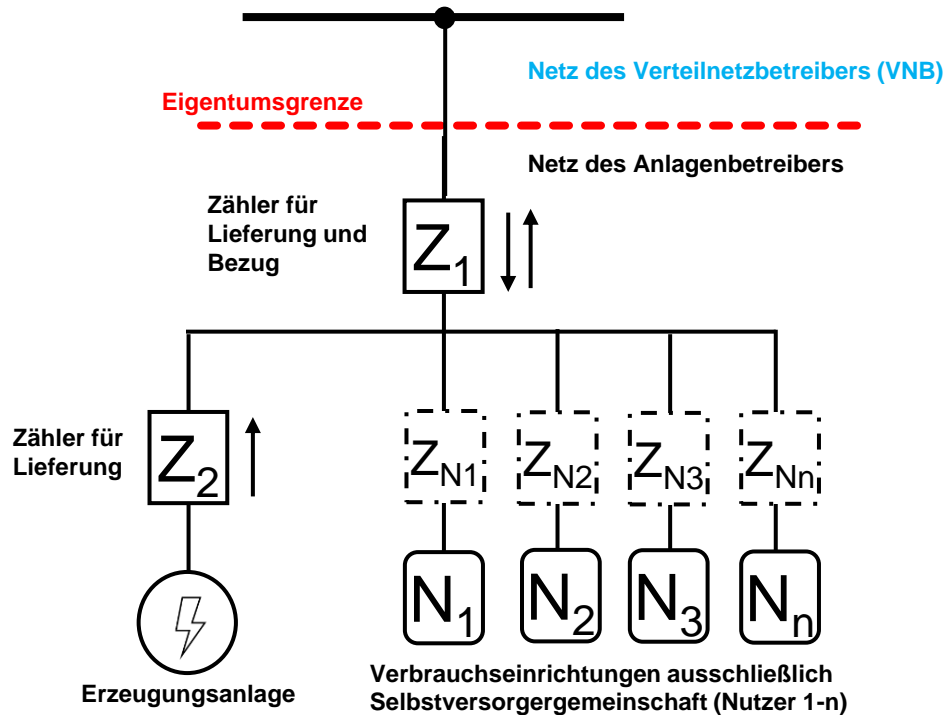 Netz des Verteilnetzbetreibers (VNB)
Eigentumsgrenze
Netz des Anlagenbetreibers
Zähler für
Lieferung und
Bezug
Z1
Zähler für
Lieferung
Z2
ZN1
ZN2
ZN3
ZNn
N1
N2
N3
Nn
Erzeugungsanlage
Verbrauchseinrichtungen ausschließlich
Selbstversorgergemeinschaft (Nutzer 1-n)